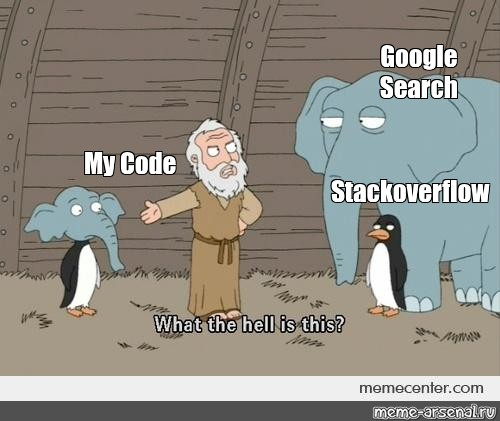 Google
Search
My Code
Stackoverflow
What the hell is this?
memecenter.com
meme-arsenal.ru